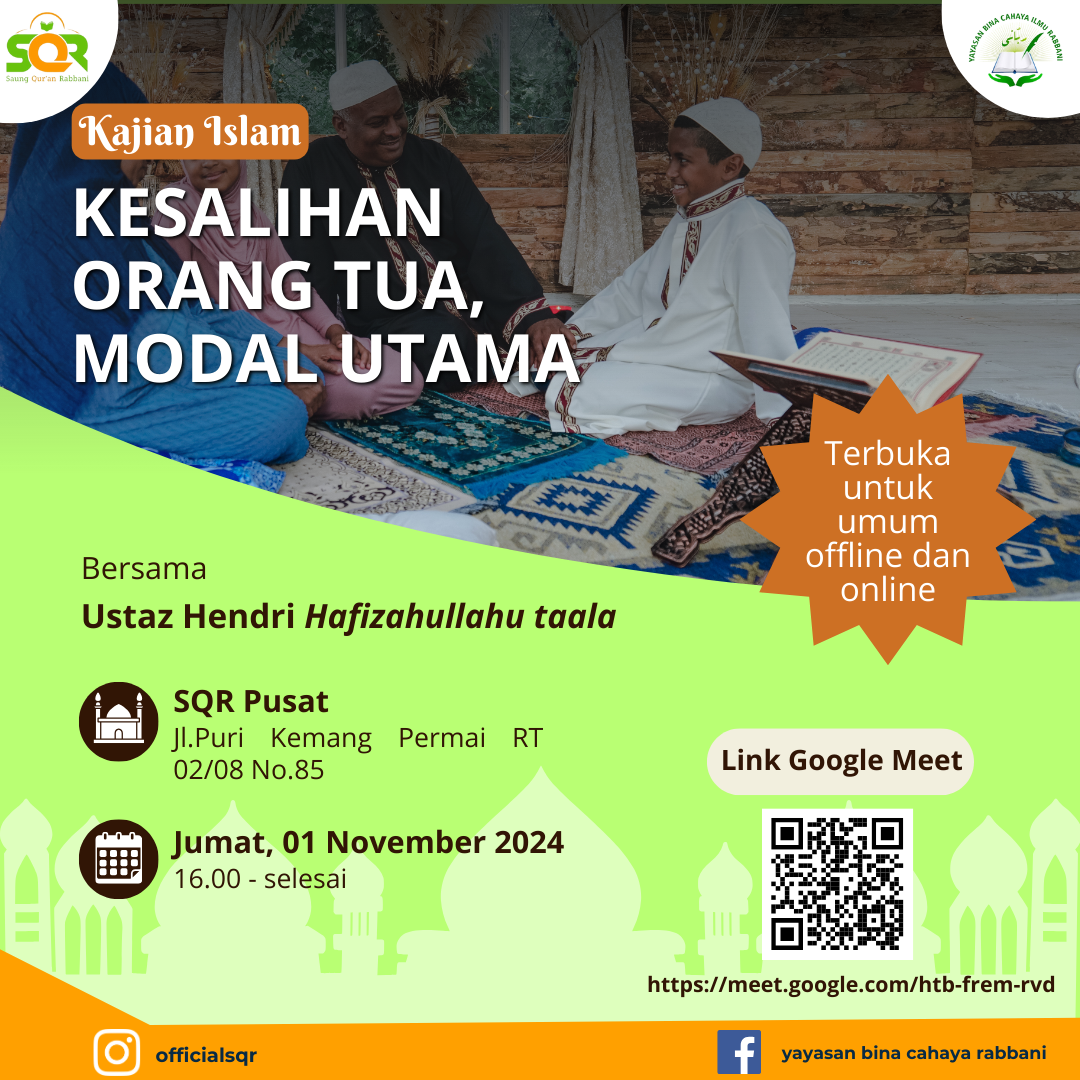 SQR
Saung Qur'an Rabbani
YAYASAN BINA CAHAYA ILMU RABBANI
رباني
Kajian Islam
KESALIHAN
ORANG TUA,
MODAL UTAMA
Terbuka
untuk
umum
offline dan
online
Bersama
Ustaz Hendri Hafizahullahu taala
SQR Pusat
Jl.Puri Kemang Permai RT
02/08 No.85
Jumat, 01 November 2024
16.00 - selesai
Link Google Meet
https://meet.google.com/htb-frem-rvd
officialsqr
yayasan bina cahaya rabbani